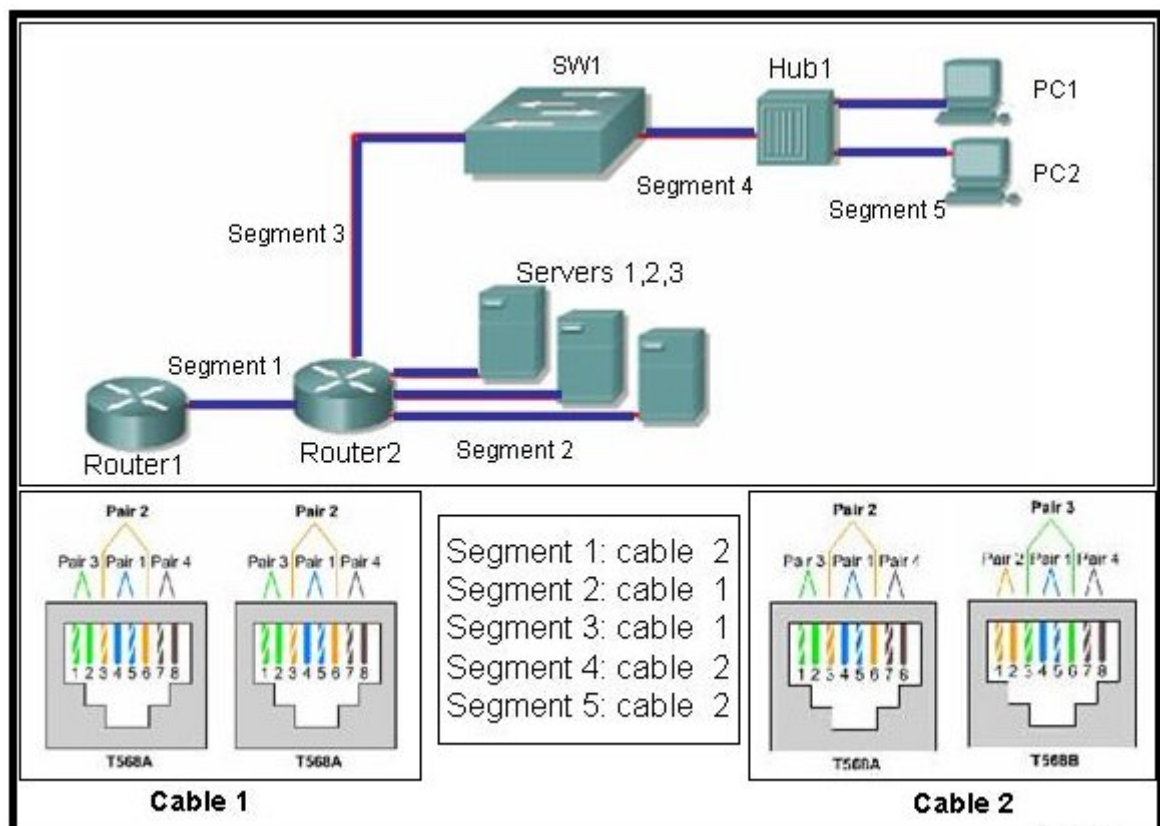 SW1
Hub1
PC1
PC2
Segment 4
Segment 5
Segment 3
Servers 1,2,3
Segment 1
Segment 2
Router1
Router2
Pair 2
Pair 3 Pair 1 Pair 4
1 2 3 4 5 6 7 8
T568A
Pair 2
Pair 3 Pair 1 Pair 4
1 2 3 4 5 6 7 8
T568A
Cable 1
Segment 1: cable 2
Segment 2: cable 1
Segment 3: cable 1
Segment 4: cable 2
Segment 5: cable 2
Pair 2
Pair 3 Pair 1 Pair 4
1 2 3 4 5 6 7 8
T568A
Pair 3
Pair 2 Pair 1 Pair 4
1 2 3 4 5 6 7 8
T568B
Cable 2